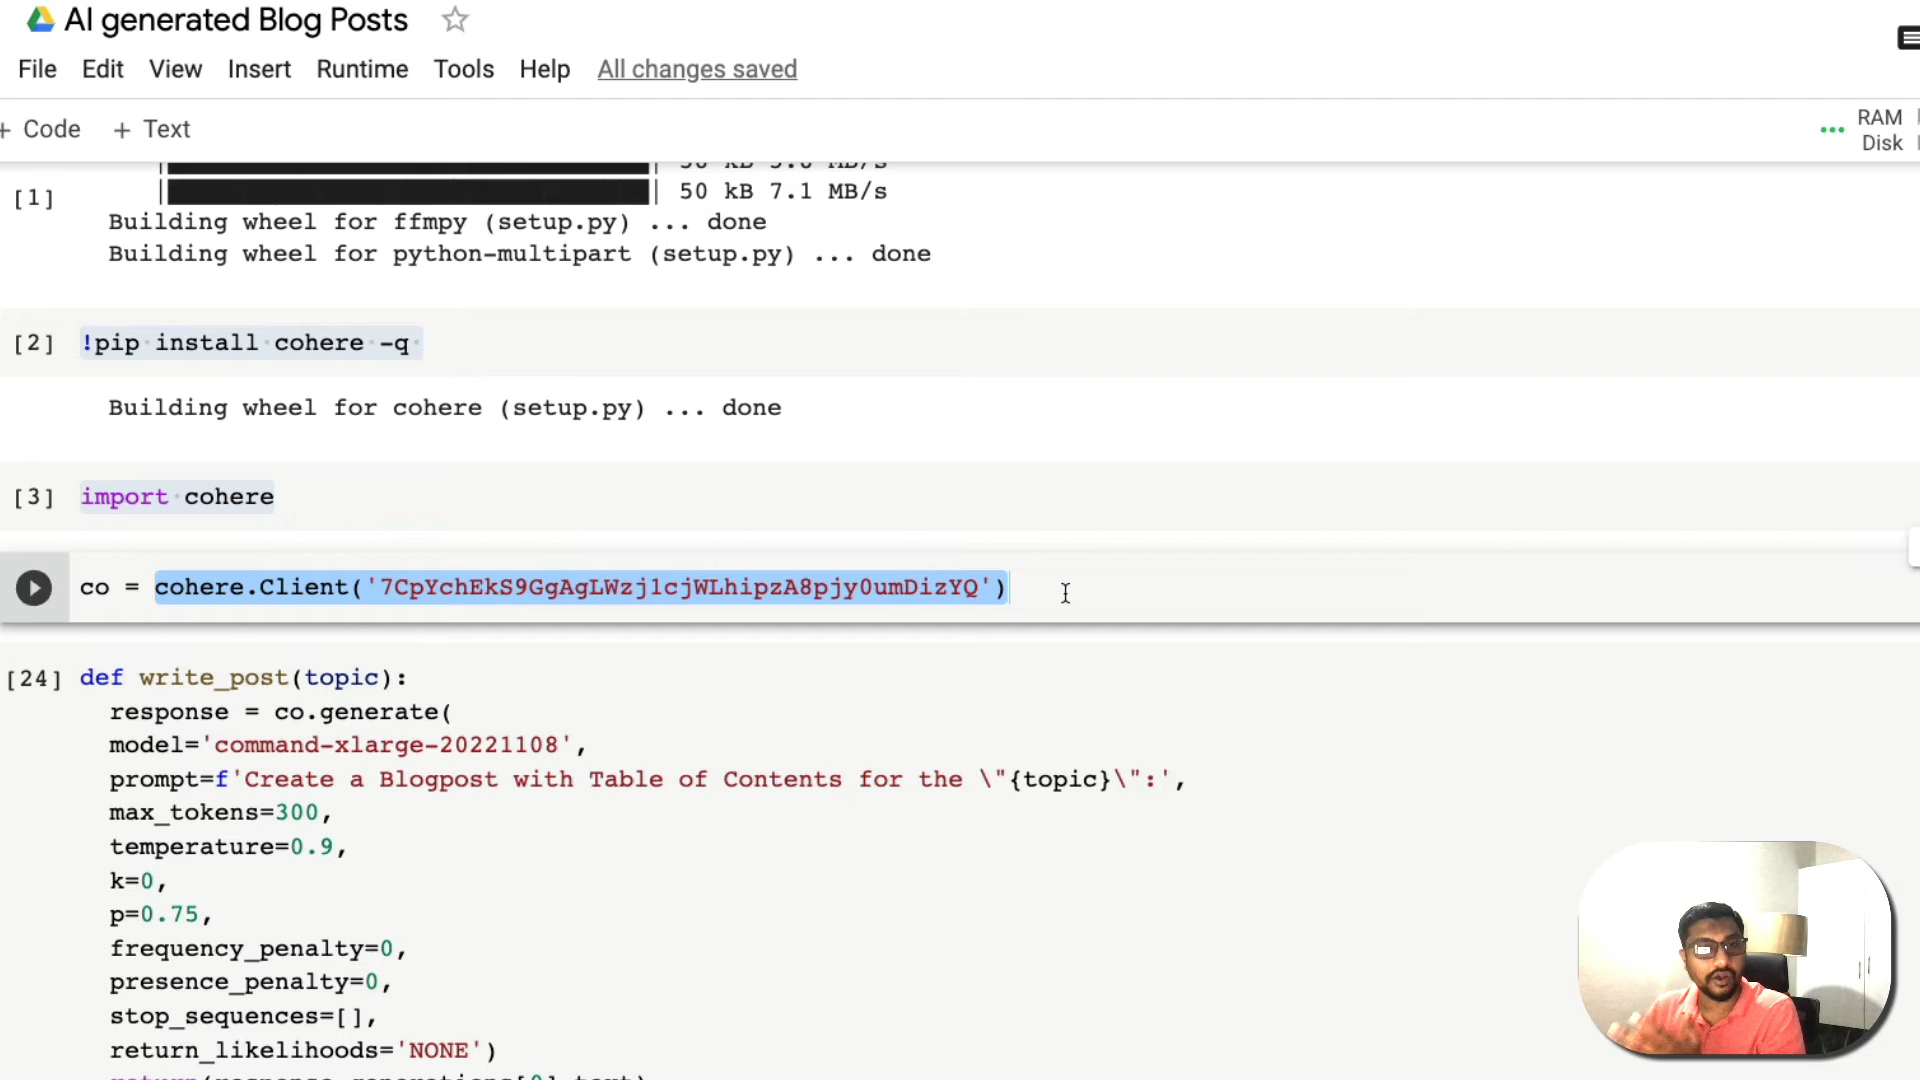 AI generated Blog Posts
File Edit View Insert Runtime Tools Help All changes saved
+ Code + Text
RAM
Disk
[1]
50 kB 7.1 MB/s
Building wheel for ffmpy (setup.py) ... done
Building wheel for python-multipart (setup.py) ... done
[2] !pip install cohere -q
Building wheel for cohere (setup.py) ... done
[3] import cohere
co = cohere.Client('7CpYchEkS9GgAgLWzj1cjWLhipzA8pjy0umDizYQ')
[24] def write_post(topic):
response = co.generate(
model='command-xlarge-20221108',
prompt=f'Create a Blogpost with Table of Contents for the \"{topic}\":',
max_tokens=300,
temperature=0.9,
k=0,
p=0.75,
frequency_penalty=0,
presence_penalty=0,
stop_sequences=[],
return_likelihoods='NONE')